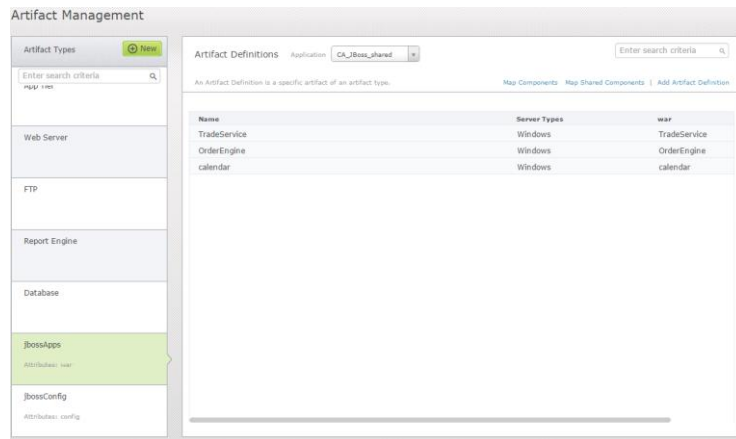 Artifact Management
Artifact Types
New
Enter search criteria
App Tier
Web Server
FTP
Report Engine
Database
jbossApps
Attributes: war
jbossConfig
Attributes: config
Artifact Definitions Application CA_JBoss_shared
Enter search criteria
An Artifact Definition is a specific artifact of an artifact type.
Map Components Map Shared Components | Add Artifact Definition
Name Server Types war
TradeService Windows TradeService
OrderEngine Windows OrderEngine
calendar Windows calendar